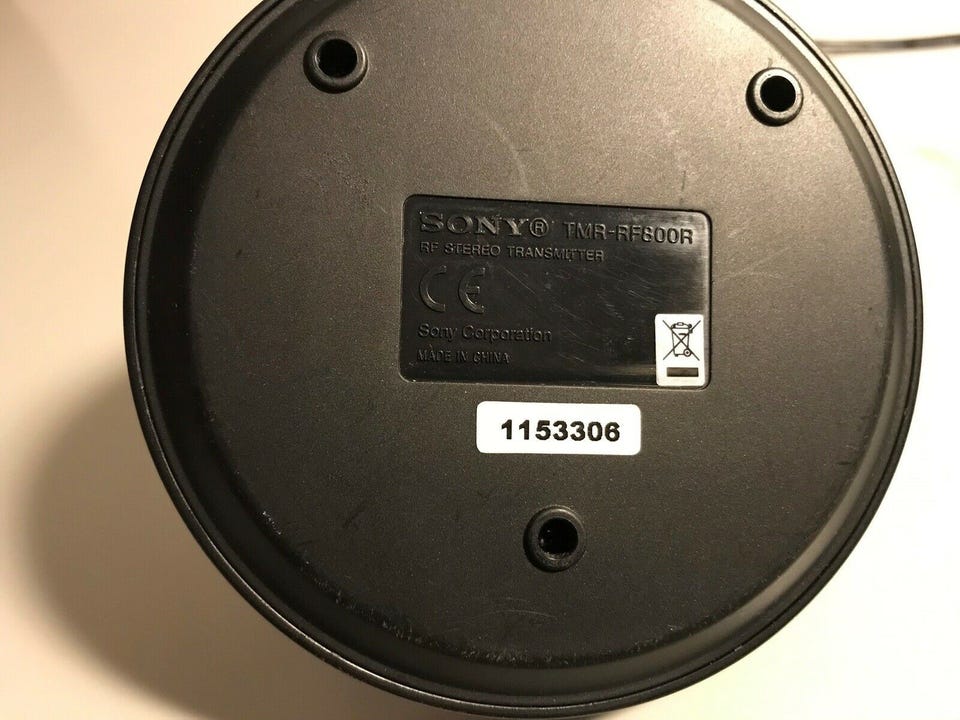 SONY® TMR-RF800R
RF STEREO TRANSMITTER
CE
Sony Corporation
MADE IN CHINA
1153306